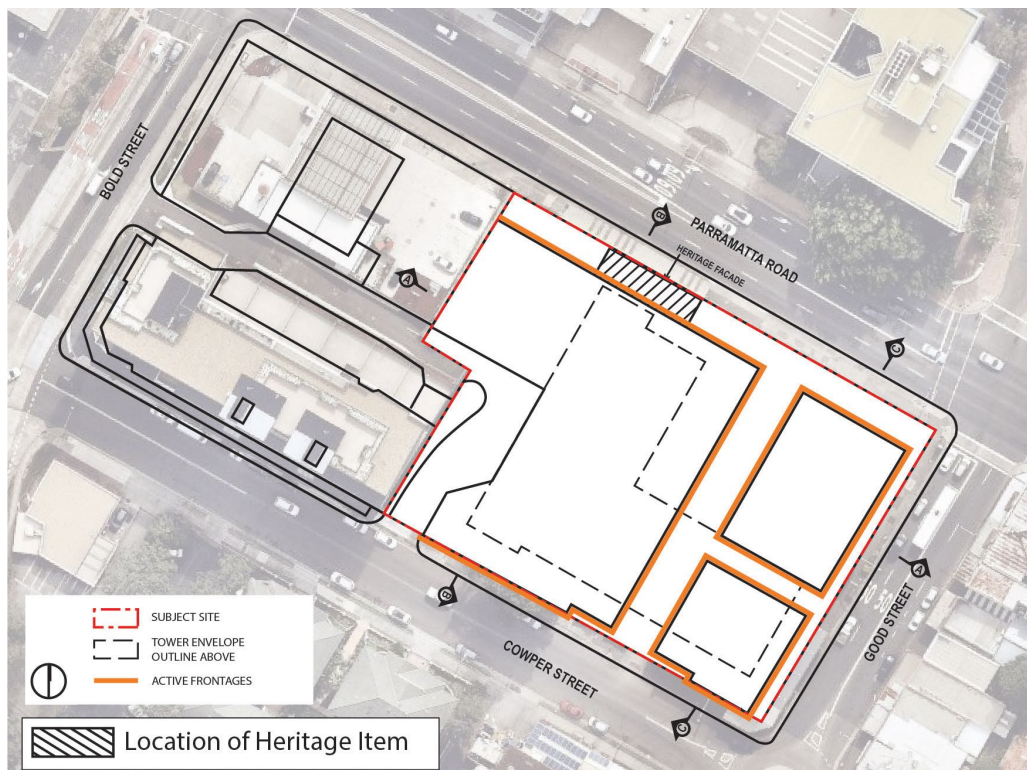 BOLD STREET
PARRAMATTA ROAD
HERITAGE FACADE
B
A
C
A
GOOD STREET
B
COWPER STREET
C
SUBJECT SITE
TOWER ENVELOPE
OUTLINE ABOVE
ACTIVE FRONTAGES
Location of Heritage Item